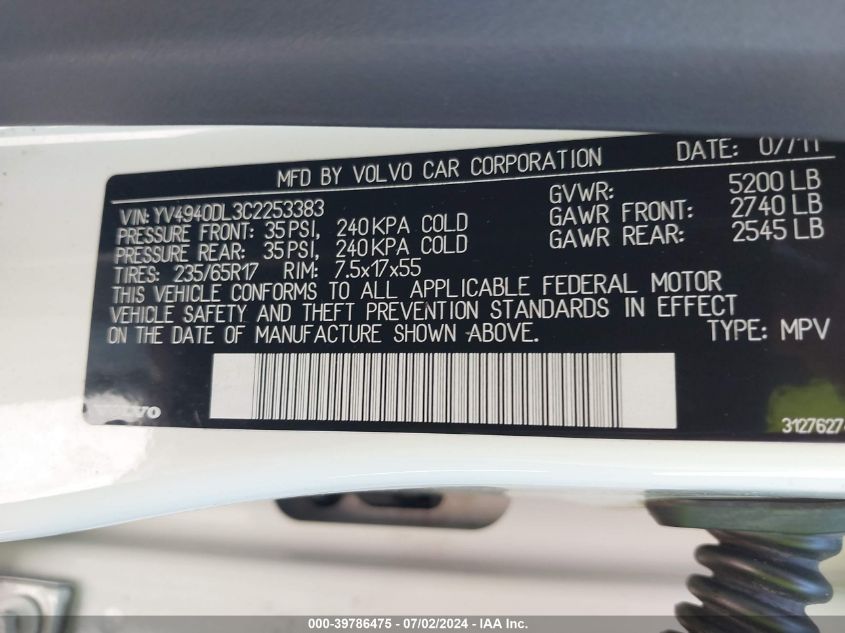 MFD BY VOLVO CAR CORPORATION DATE: 07/11
VIN: YV4940DL3C2253383 GVWR: 5200 LB
PRESSURE FRONT: 35 PSI, 240 KPA COLD GAWR FRONT: 2740 LB
PRESSURE REAR: 35 PSI, 240 KPA COLD GAWR REAR: 2545 LB
TIRES: 235/65R17 RIM: 7.5x17x55
THIS VEHICLE CONFORMS TO ALL APPLICABLE FEDERAL MOTOR
VEHICLE SAFETY AND THEFT PREVENTION STANDARDS IN EFFECT
ON THE DATE OF MANUFACTURE SHOWN ABOVE. TYPE: MPV
VOLVO
000-39786475 - 07/02/2024 - IAA Inc.